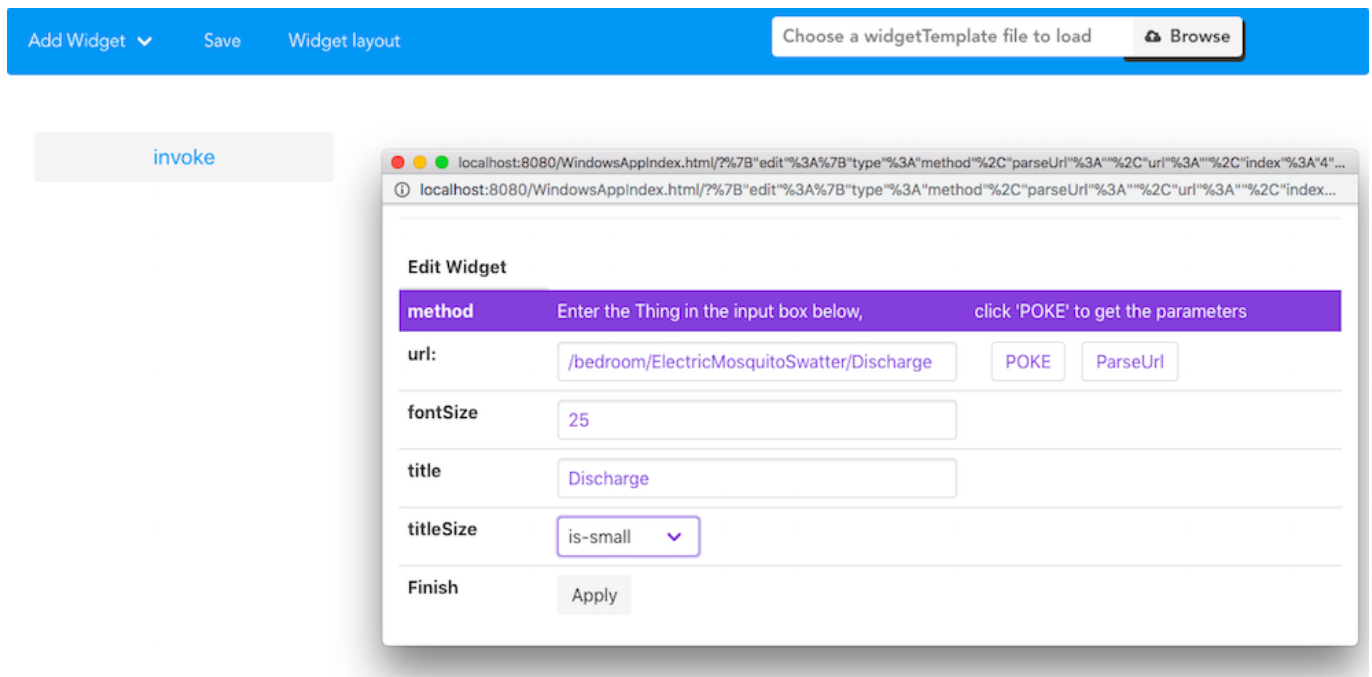 Add Widget Save Widget layout Choose a widgetTemplate file to load Browse
invoke
localhost:8080/WindowsAppIndex.html/?%7B"edit"%3A%7B"type"%3A"method"%2C"parseUrl"%3A""%2C"url"%3A""%2C"index"%3A"4"...
localhost:8080/WindowsAppIndex.html/?%7B"edit"%3A%7B"type"%3A"method"%2C"parseUrl"%3A""%2C"url"%3A""%2C"index...
Edit Widget
method Enter the Thing in the input box below, click 'POKE' to get the parameters
url: /bedroom/ElectricMosquitoSwatter/Discharge POKE ParseUrl
fontSize 25
title Discharge
titleSize is-small
Finish Apply